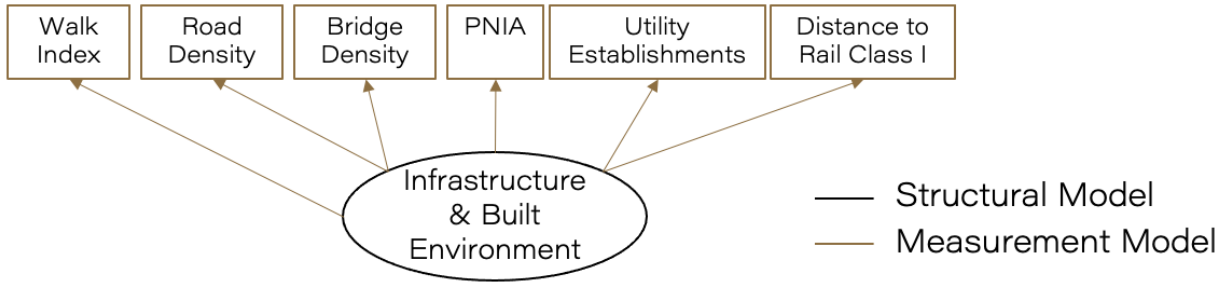 Walk
Index
Road
Density
Bridge
Density
PNIA
Utility
Establishments
Distance to
Rail Class I
Infrastructure
& Built
Environment
Structural Model
Measurement Model